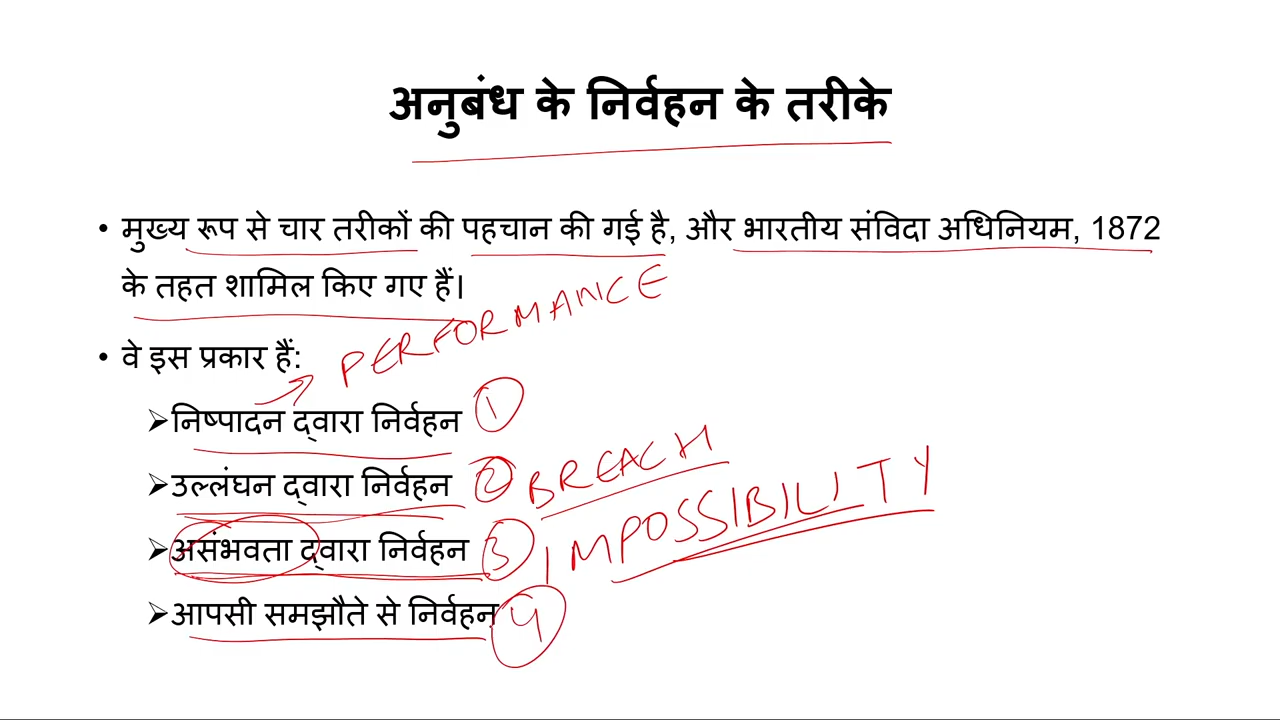 अनुबंध के निर्वहन के तरीके
• मुख्य रूप से चार तरीकों की पहचान की गई है, और भारतीय संविदा अधिनियम, 1872
के तहत शामिल किए गए हैं।
PERFORMANCE
• वे इस प्रकार हैं:
➢निष्पादन द्वारा निर्वहन 1
➢उल्लंघन द्वारा निर्वहन 2 BREACH
➢असंभवता द्वारा निर्वहन 3 IMPOSSIBILITY
➢आपसी समझौते से निर्वहन 4